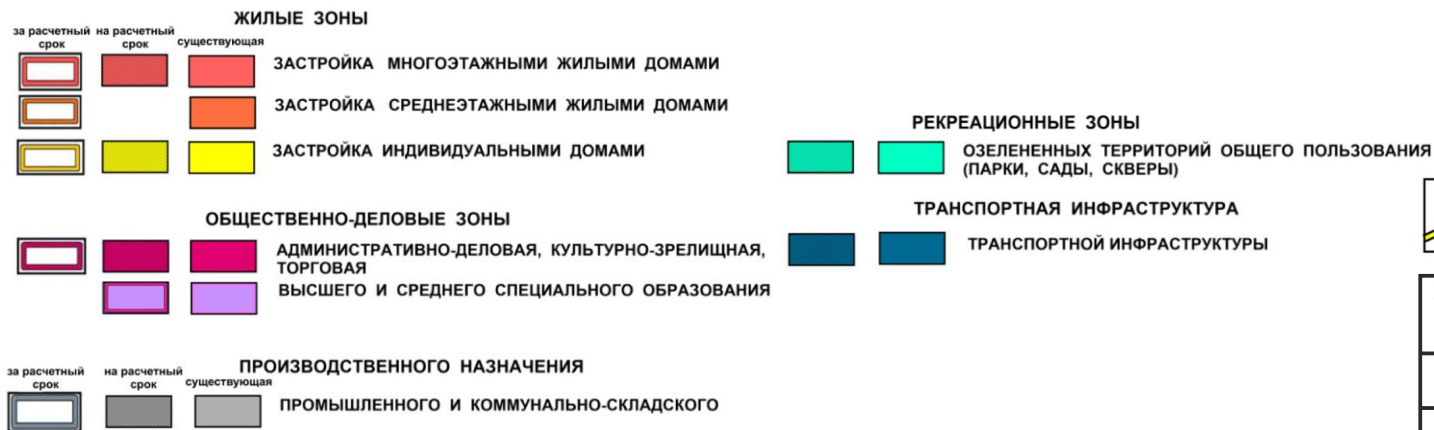 ЖИЛЫЕ ЗОНЫ
за расчетный срок
на расчетный срок
существующая
ЗАСТРОЙКА МНОГОЭТАЖНЫМИ ЖИЛЫМИ ДОМАМИ
ЗАСТРОЙКА СРЕДНЕЭТАЖНЫМИ ЖИЛЫМИ ДОМАМИ
ЗАСТРОЙКА ИНДИВИДУАЛЬНЫМИ ДОМАМИ
ОБЩЕСТВЕННО-ДЕЛОВЫЕ ЗОНЫ
АДМИНИСТРАТИВНО-ДЕЛОВАЯ, КУЛЬТУРНО-ЗРЕЛИЩНАЯ,
ТОРГОВАЯ
ВЫСШЕГО И СРЕДНЕГО СПЕЦИАЛЬНОГО ОБРАЗОВАНИЯ
ПРОИЗВОДСТВЕННОГО НАЗНАЧЕНИЯ
за расчетный срок
на расчетный срок
существующая
ПРОМЫШЛЕННОГО И КОММУНАЛЬНО-СКЛАДСКОГО
РЕКРЕАЦИОННЫЕ ЗОНЫ
ОЗЕЛЕНЕННЫХ ТЕРРИТОРИЙ ОБЩЕГО ПОЛЬЗОВАНИЯ
(ПАРКИ, САДЫ, СКВЕРЫ)
ТРАНСПОРТНАЯ ИНФРАСТРУКТУРА
ТРАНСПОРТНОЙ ИНФРАСТРУКТУРЫ